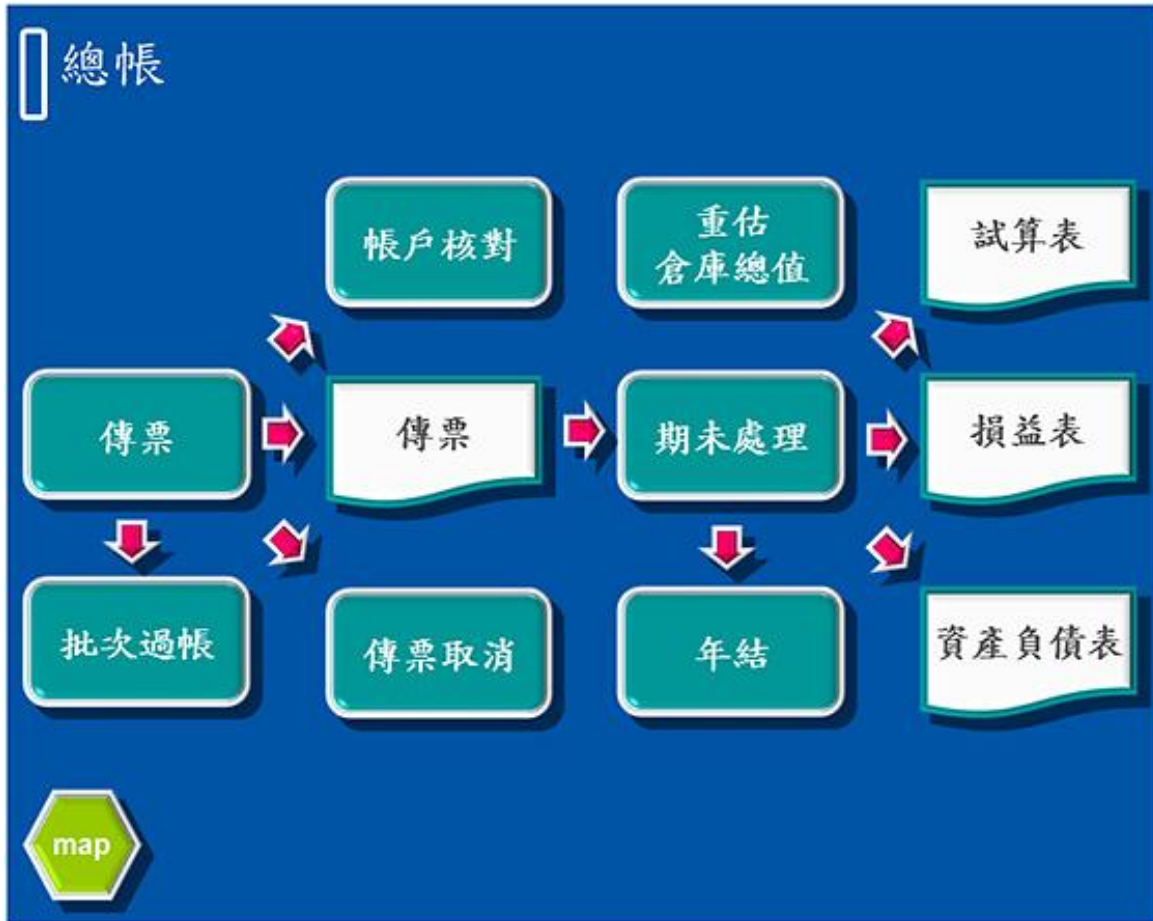 總帳
帳戶核對
重估
倉庫總值
試算表
傳票
傳票
期未處理
損益表
批次過帳
傳票取消
年結
資產負債表
map